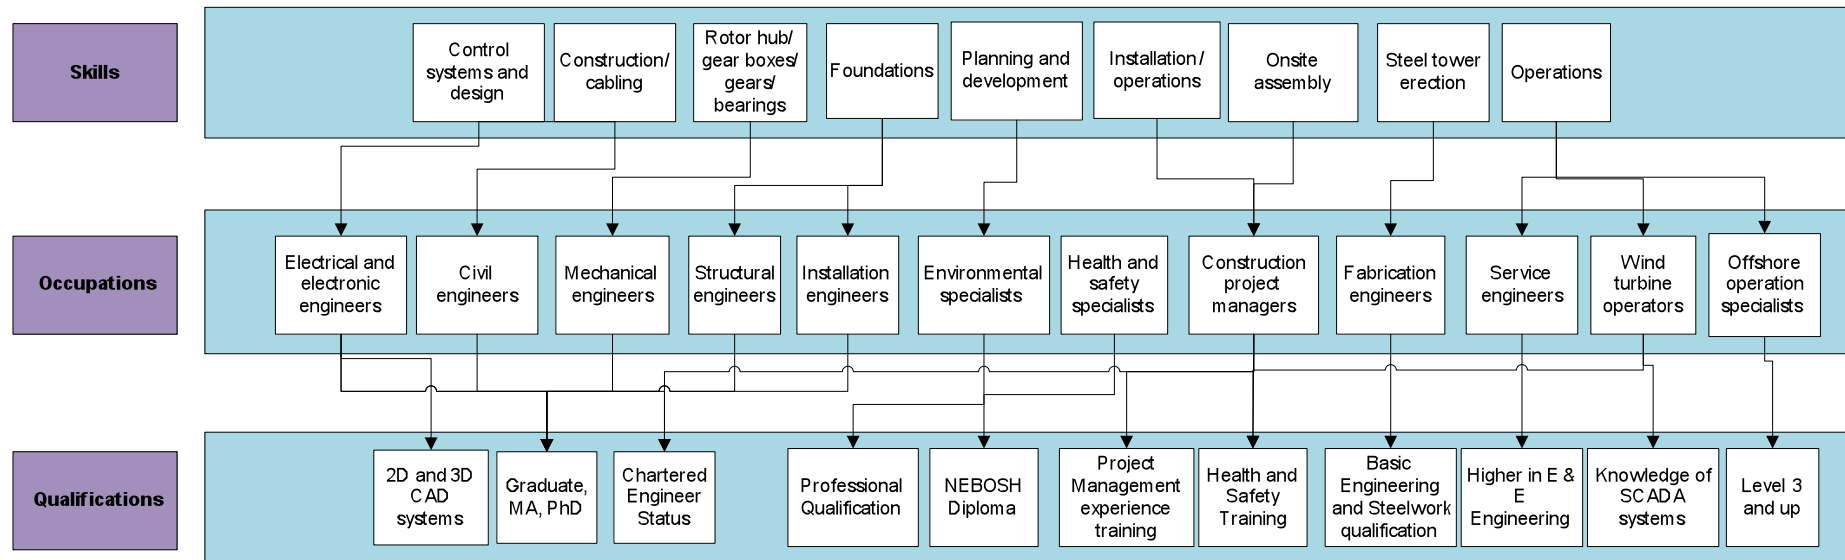 Skills
Control
systems and
design
Construction/
cabling
Rotor hub/
gear boxes/
gears/
bearings
Foundations
Planning and
development
Installation/
operations
Onsite
assembly
Steel tower
erection
Operations
Occupations
Electrical and
electronic
engineers
Civil
engineers
Mechanical
engineers
Structural
engineers
Installation
engineers
Environmental
specialists
Health and
safety
specialists
Construction
project
managers
Fabrication
engineers
Service
engineers
Wind
turbine
operators
Offshore
operation
specialists
Qualifications
2D and 3D
CAD
systems
Graduate,
MA, PhD
Chartered
Engineer
Status
Professional
Qualification
NEBOSH
Diploma
Project
Management
experience
training
Health and
Safety
Training
Basic
Engineering
and Steelwork
qualification
Higher in E &
E
Engineering
Knowledge of
SCADA
systems
Level 3
and up